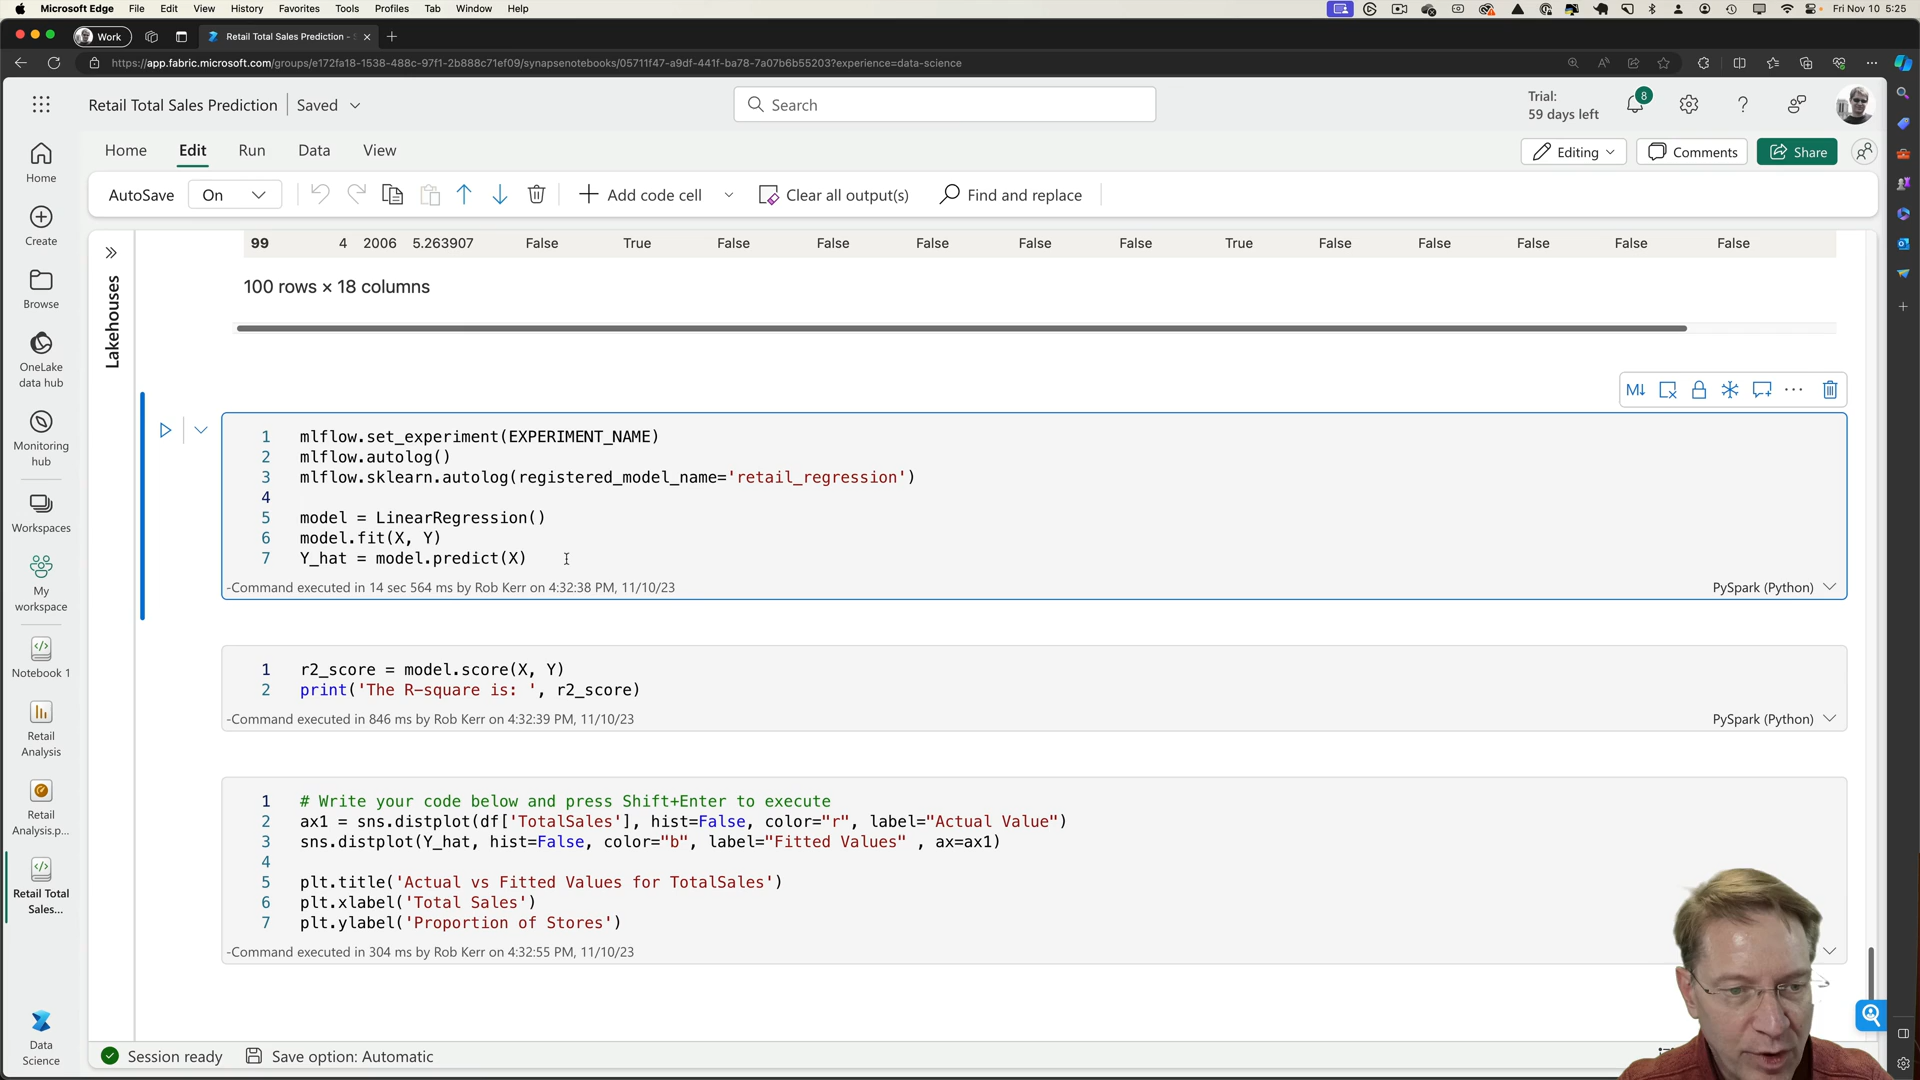 Microsoft Edge File Edit View History Favorites Tools Profiles Tab Window Help
Fri Nov 10 5:25
Work
Retail Total Sales Prediction -
https://app.fabric.microsoft.com/groups/e172fa18-1538-488c-97f1-2b888c71ef09/synapsenotebooks/05711f47-a9df-441f-ba78-7a07b6b55203?experience=data-science
Retail Total Sales Prediction
Saved
Search
Trial:
59 days left
8
Home
Edit
Run
Data
View
Editing
Comments
Share
AutoSave
On
Add code cell
Clear all output(s)
Find and replace
Home
Create
Browse
OneLake
data hub
Monitoring
hub
Workspaces
My
workspace
Notebook 1
Retail
Analysis
Retail
Analysis.p...
Retail Total
Sales...
Data
Science
Lakehouses
99 4 2006 5.263907 False True False False False False False True False False False False False
100 rows × 18 columns
M↓
1 mlflow.set_experiment(EXPERIMENT_NAME)
2 mlflow.autolog()
3 mlflow.sklearn.autolog(registered_model_name='retail_regression')
4
5 model = LinearRegression()
6 model.fit(X, Y)
7 Y_hat = model.predict(X)
-Command executed in 14 sec 564 ms by Rob Kerr on 4:32:38 PM, 11/10/23
PySpark (Python)
1 r2_score = model.score(X, Y)
2 print('The R-square is: ', r2_score)
-Command executed in 846 ms by Rob Kerr on 4:32:39 PM, 11/10/23
PySpark (Python)
1 # Write your code below and press Shift+Enter to execute
2 ax1 = sns.distplot(df['TotalSales'], hist=False, color="r", label="Actual Value")
3 sns.distplot(Y_hat, hist=False, color="b", label="Fitted Values" , ax=ax1)
4
5 plt.title('Actual vs Fitted Values for TotalSales')
6 plt.xlabel('Total Sales')
7 plt.ylabel('Proportion of Stores')
-Command executed in 304 ms by Rob Kerr on 4:32:55 PM, 11/10/23
Session ready
Save option: Automatic